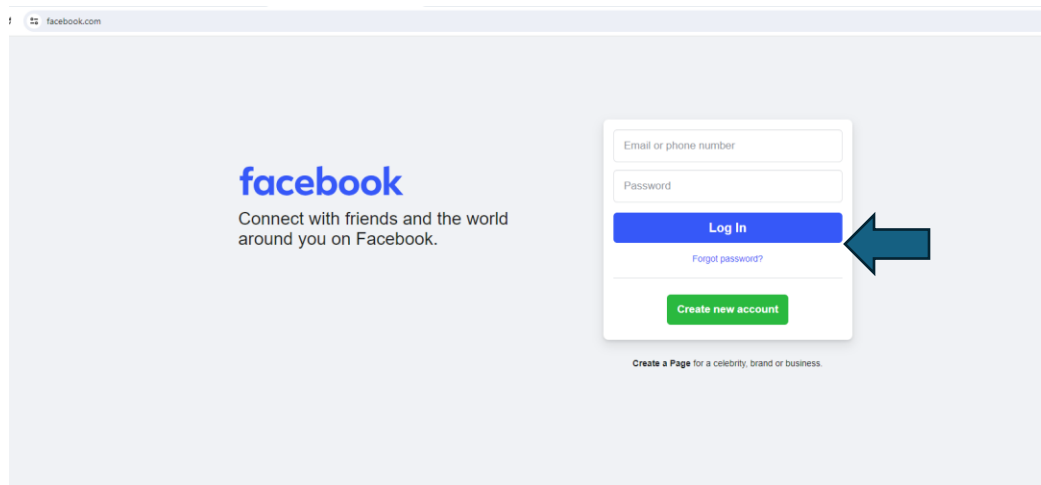 facebook.com
Email or phone number
facebook
Password
Connect with friends and the world
around you on Facebook.
Log In
Forgot password?
Create new account
Create a Page for a celebrity, brand or business.